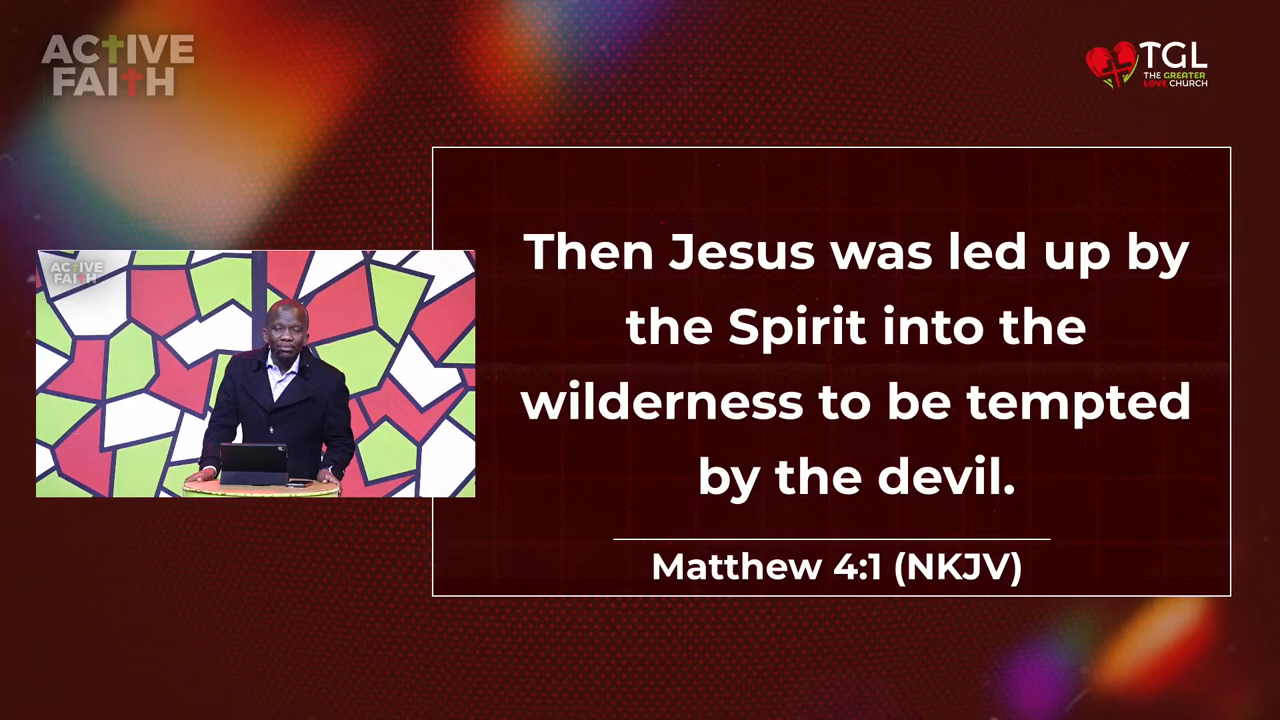 ACTIVE
FAITH
TGL
THE GREATER
LOVE CHURCH
ACTIVE
FAITH
Then Jesus was led up by
the Spirit into the
wilderness to be tempted
by the devil.
Matthew 4:1 (NKJV)